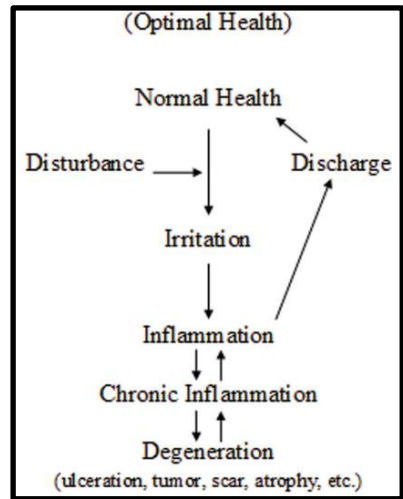 (Optimal Health)
Normal Health
Disturbance
Discharge
Irritation
Inflammation
Chronic Inflammation
Degeneration
(ulceration, tumor, scar, atrophy, etc.)